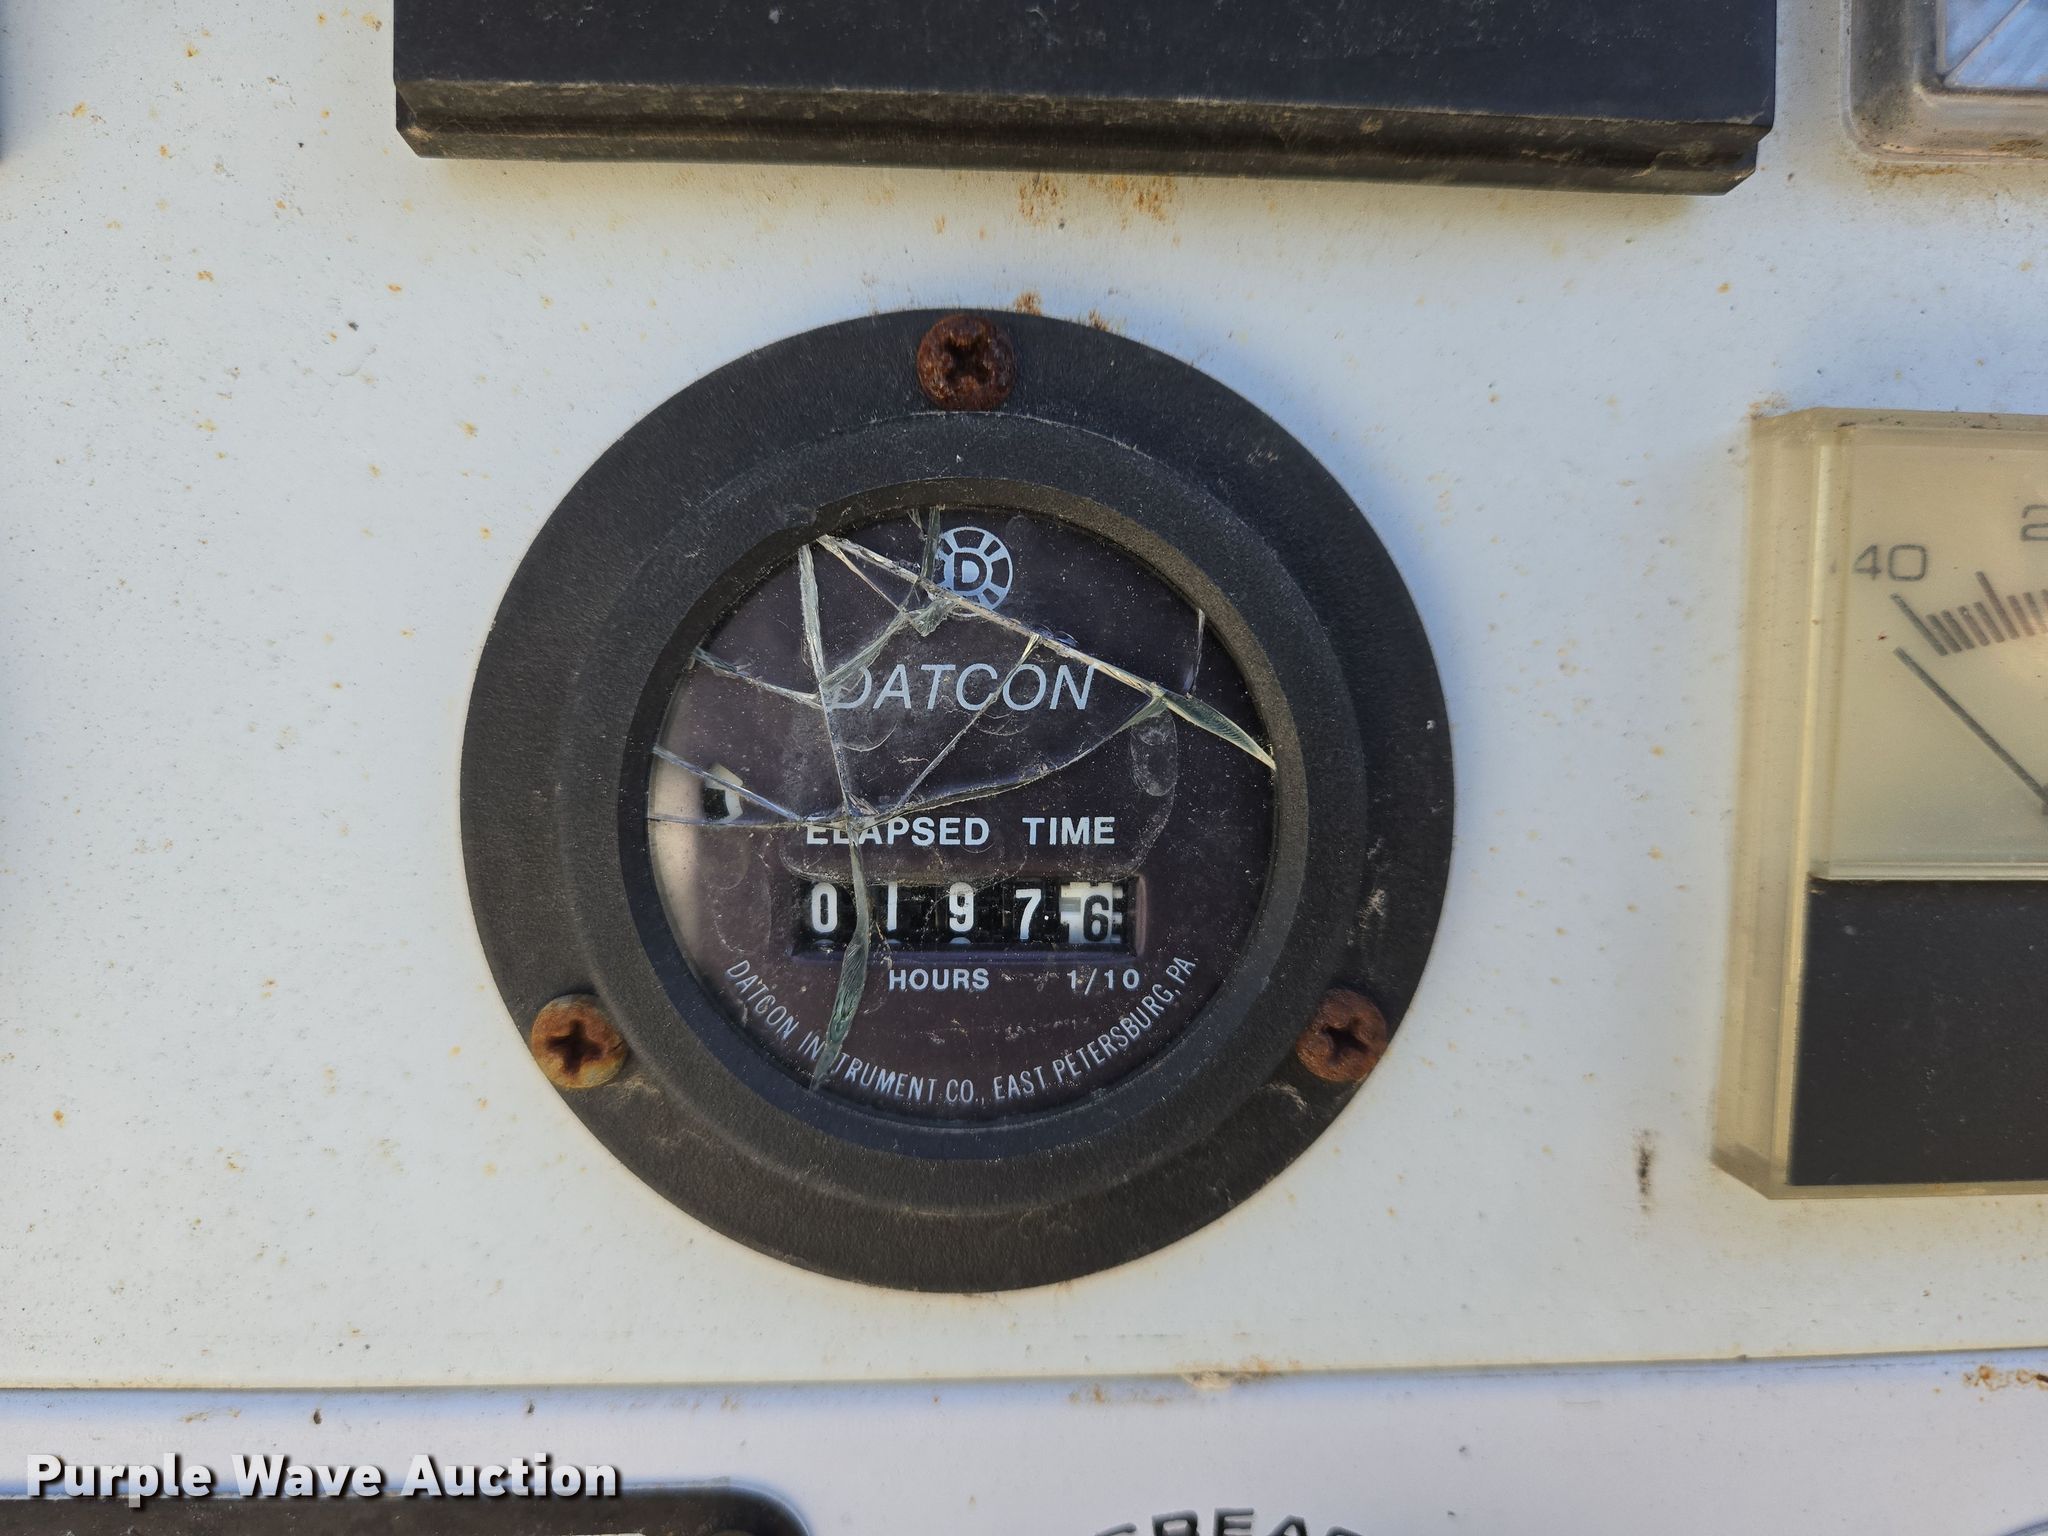 D
DATCON
ELAPSED TIME
0 1 9 7 6
HOURS 1/10
DATCON INSTRUMENT CO., EAST PETERSBURG, PA.
40
2
Purple Wave Auction